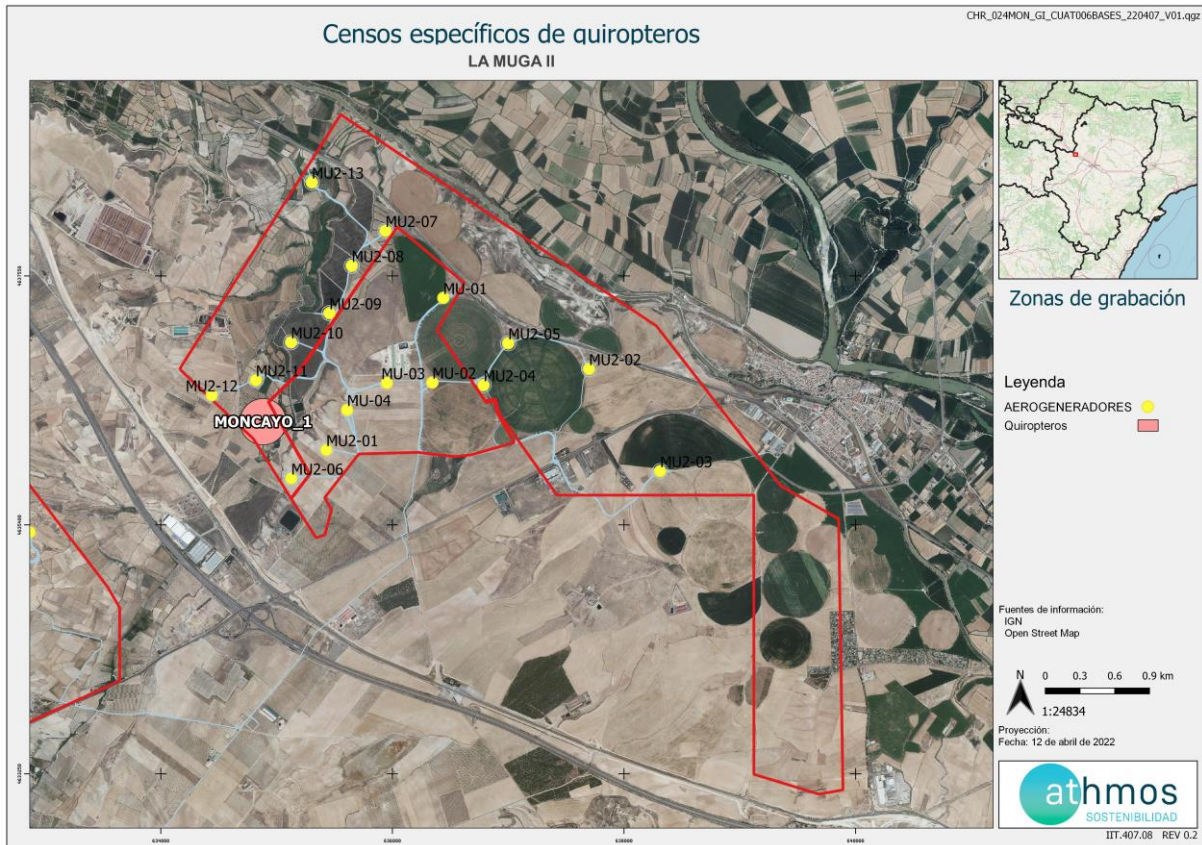 CHR_024MON_GI_CUAT006BASES_220407_V01.qgz
Censos específicos de quiropteros
LA MUGA II
MU2-13
MU2-07
MU2-08
MU-01
MU2-09
MU2-10
MU2-05
MU2-02
MU2-11
MU-03
MU-02
MU2-04
MU2-12
MU-04
MONCAYO_1
MU2-01
MU2-06
MU2-03
634000
636000
638000
640000
Zonas de grabación
Leyenda
AEROGENERADORES
Quiropteros
Fuentes de información:
IGN
Open Street Map
N
0 0.3 0.6 0.9 km
1:24834
Proyección:
Fecha: 12 de abril de 2022
athmos
SOSTENIBILIDAD
IIT.407.08 REV 0.2